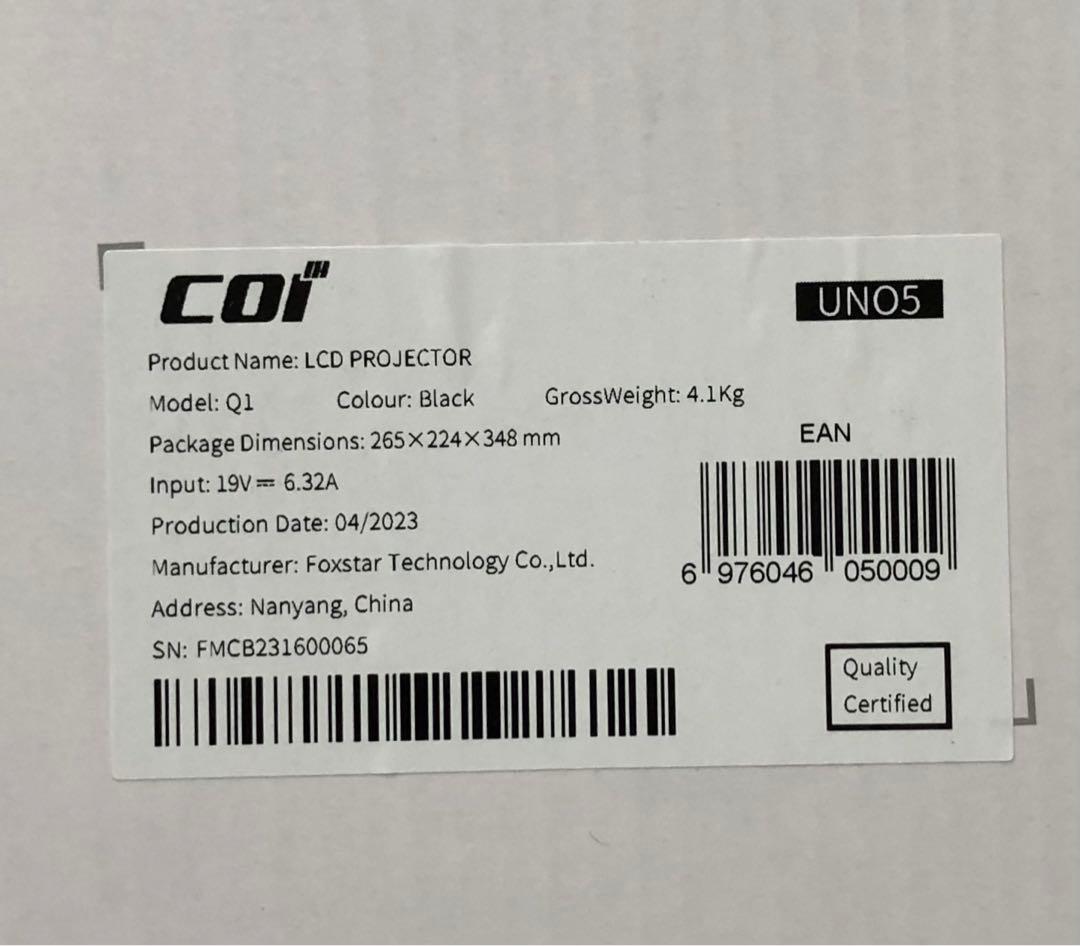 COI
UNO5
Product Name: LCD PROJECTOR
Model: Q1 Colour: Black GrossWeight: 4.1Kg
Package Dimensions: 265×224×348 mm
Input: 19V⎓ 6.32A
Production Date: 04/2023
Manufacturer: Foxstar Technology Co.,Ltd.
Address: Nanyang, China
SN: FMCB231600065
EAN
6 976046 050009
Quality
Certified